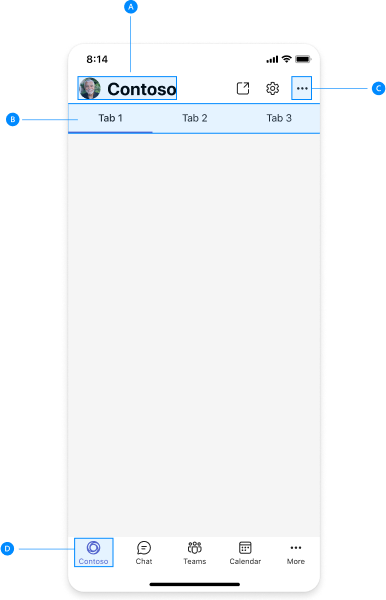 A
8:14
Contoso
C
B
Tab 1 Tab 2 Tab 3
D
Contoso Chat Teams Calendar More